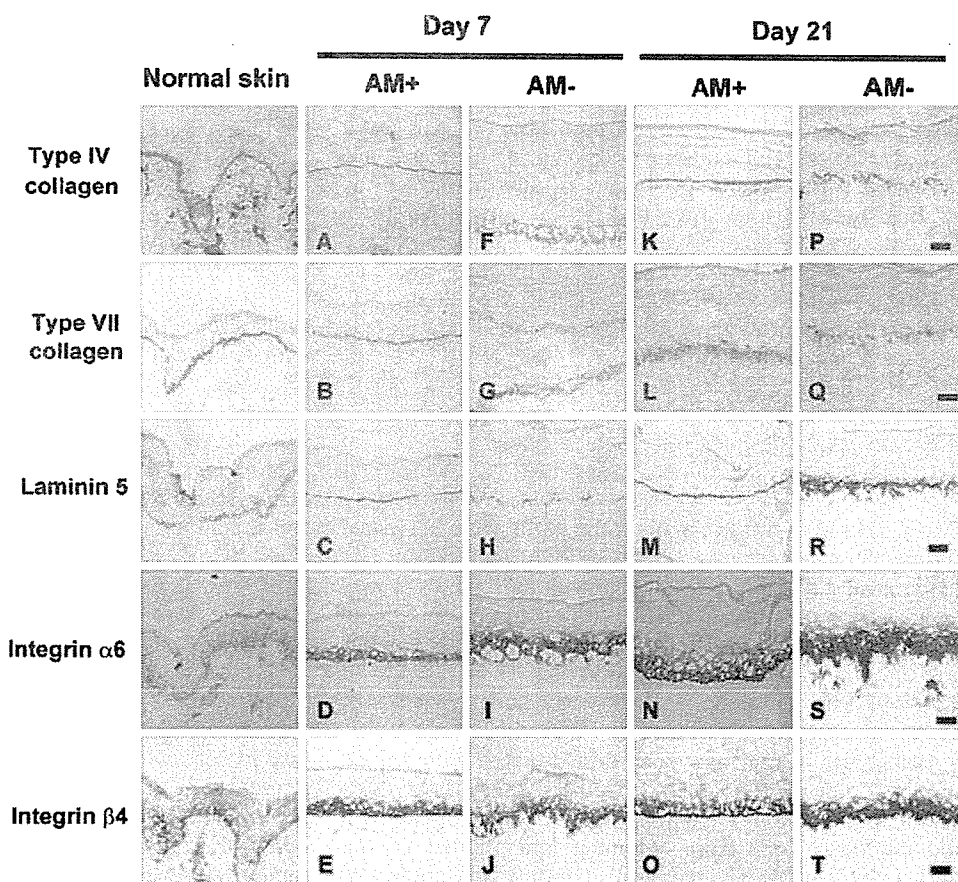 Day 7
Day 21
Normal skin
AM+
AM-
AM+
AM-
Type IV
collagen
A
F
K
P
Type VII
collagen
B
G
L
Q
Laminin 5
C
H
M
R
Integrin α6
D
I
N
S
Integrin β4
E
J
O
T